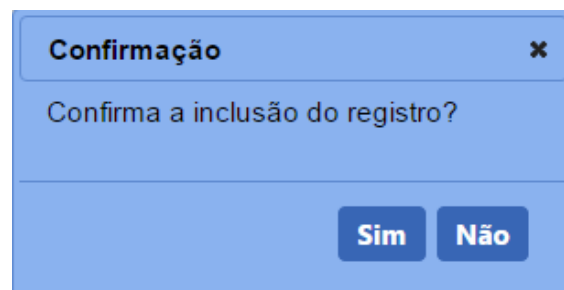 Confirmação ✖
Confirma a inclusão do registro?
Sim Não